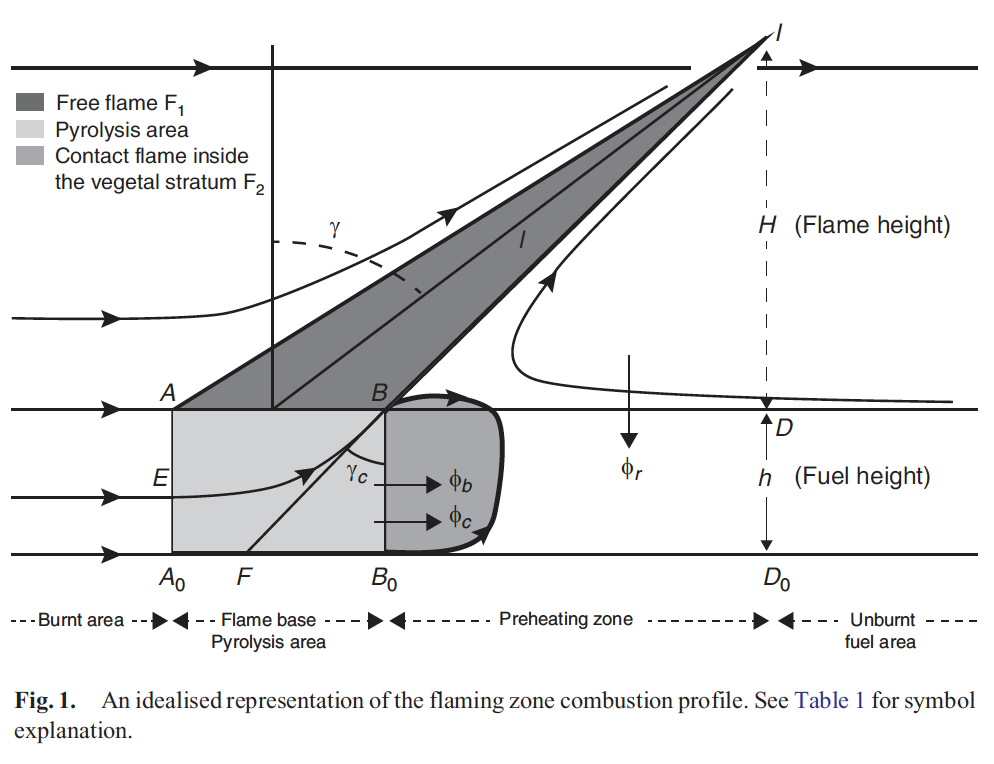 I
Free flame F1
Pyrolysis area
Contact flame inside
the vegetal stratum F2
γ
l
H (Flame height)
A
B
D
E
γc
ϕb
ϕr
h (Fuel height)
ϕc
A0
F
B0
D0
Burnt area
Flame base
Pyrolysis area
Preheating zone
Unburnt
fuel area
Fig. 1. An idealised representation of the flaming zone combustion profile. See Table 1 for symbol
explanation.